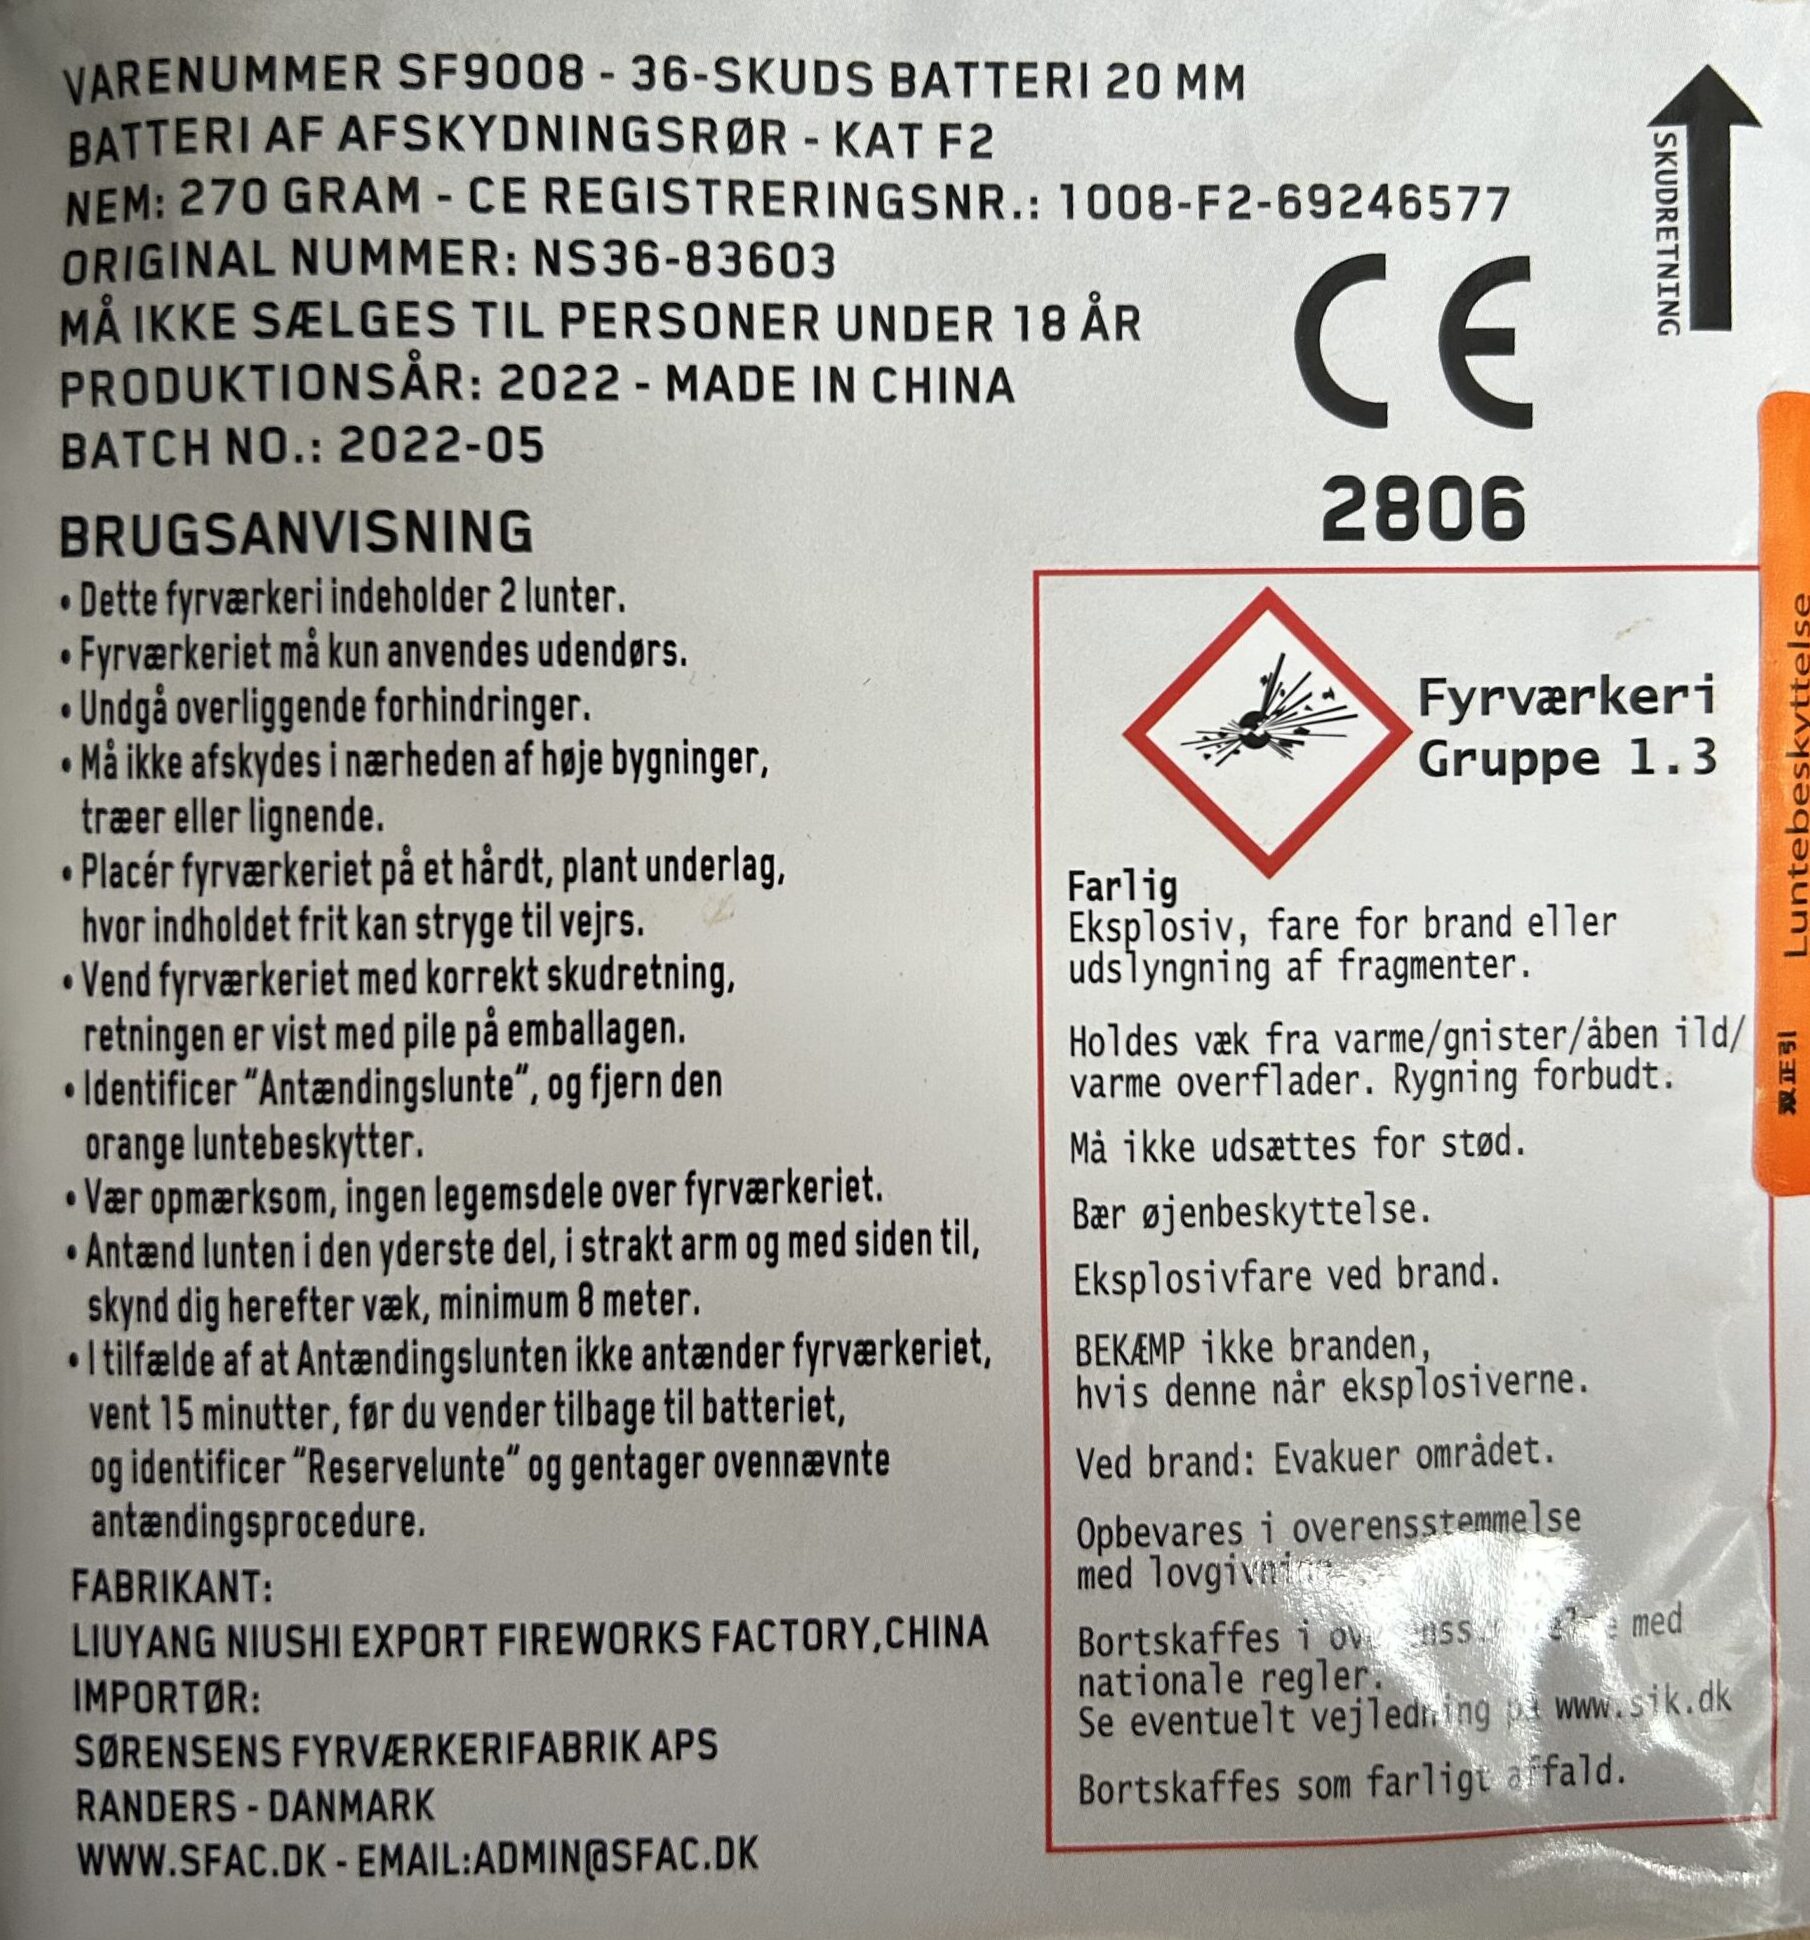 VARENUMMER SF9008 - 36-SKUDS BATTERI 20 MM
BATTERI AF AFSKYDNINGSRØR - KAT F2
NEM: 270 GRAM - CE REGISTRERINGSNR.: 1008-F2-69246577
ORIGINAL NUMMER: NS36-83603
MÅ IKKE SÆLGES TIL PERSONER UNDER 18 ÅR
PRODUKTIONSÅR: 2022 - MADE IN CHINA
BATCH NO.: 2022-05
SKUDRETNING
CE
2806
BRUGSANVISNING
• Dette fyrværkeri indeholder 2 lunter.
• Fyrværkeriet må kun anvendes udendørs.
• Undgå overliggende forhindringer.
• Må ikke afskydes i nærheden af høje bygninger,
træer eller lignende.
• Placér fyrværkeriet på et hårdt, plant underlag,
hvor indholdet frit kan stryge til vejrs.
• Vend fyrværkeriet med korrekt skudretning,
retningen er vist med pile på emballagen.
• Identificer "Antændingslunte", og fjern den
orange luntebeskytter.
• Vær opmærksom, ingen legemsdele over fyrværkeriet.
• Antænd lunten i den yderste del, i strakt arm og med siden til,
skynd dig herefter væk, minimum 8 meter.
• I tilfælde af at Antændingslunten ikke antænder fyrværkeriet,
vent 15 minutter, før du vender tilbage til batteriet,
og identificer "Reservelunte" og gentager ovennævnte
antændingsprocedure.
FABRIKANT:
LIUYANG NIUSHI EXPORT FIREWORKS FACTORY,CHINA
IMPORTØR:
SØRENSENS FYRVÆRKERIFABRIK APS
RANDERS - DANMARK
WWW.SFAC.DK - EMAIL:ADMIN@SFAC.DK
Fyrværkeri
Gruppe 1.3
Farlig
Eksplosiv, fare for brand eller
udslyngning af fragmenter.
Holdes væk fra varme/gnister/åben ild/
varme overflader. Rygning forbudt.
Må ikke udsættes for stød.
Bær øjenbeskyttelse.
Eksplosivfare ved brand.
BEKÆMP ikke branden,
hvis denne når eksplosiverne.
Ved brand: Evakuer området.
Opbevares i overensstemmelse
med lovgivning
Bortskaffes i med
nationale regler.
Se eventuelt vejledning på www.sik.dk
Bortskaffes som farligt affald.
Luntebeskyttelse
双正引